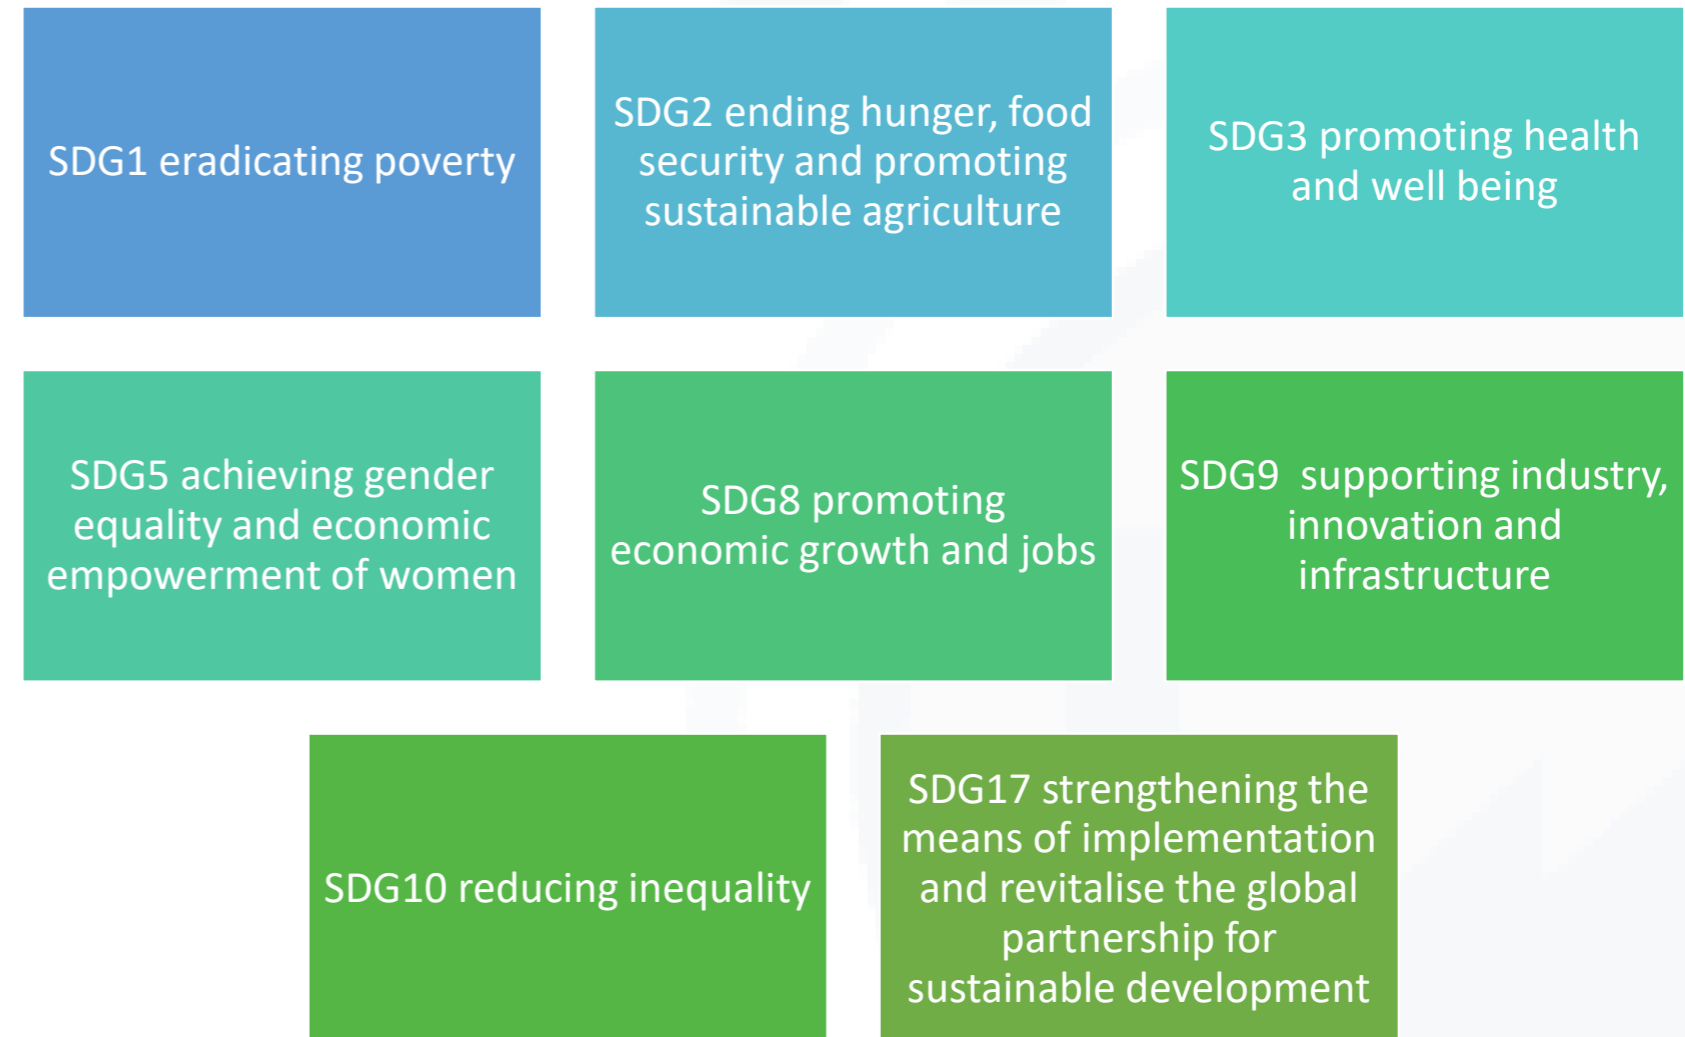 SDG1 eradicating poverty
SDG2 ending hunger, food
security and promoting
sustainable agriculture
SDG3 promoting health
and well being
SDG5 achieving gender
equality and economic
empowerment of women
SDG8 promoting
economic growth and jobs
SDG9  supporting industry,
innovation and
infrastructure
SDG10 reducing inequality
SDG17 strengthening the
means of implementation
and revitalise the global
partnership for
sustainable development